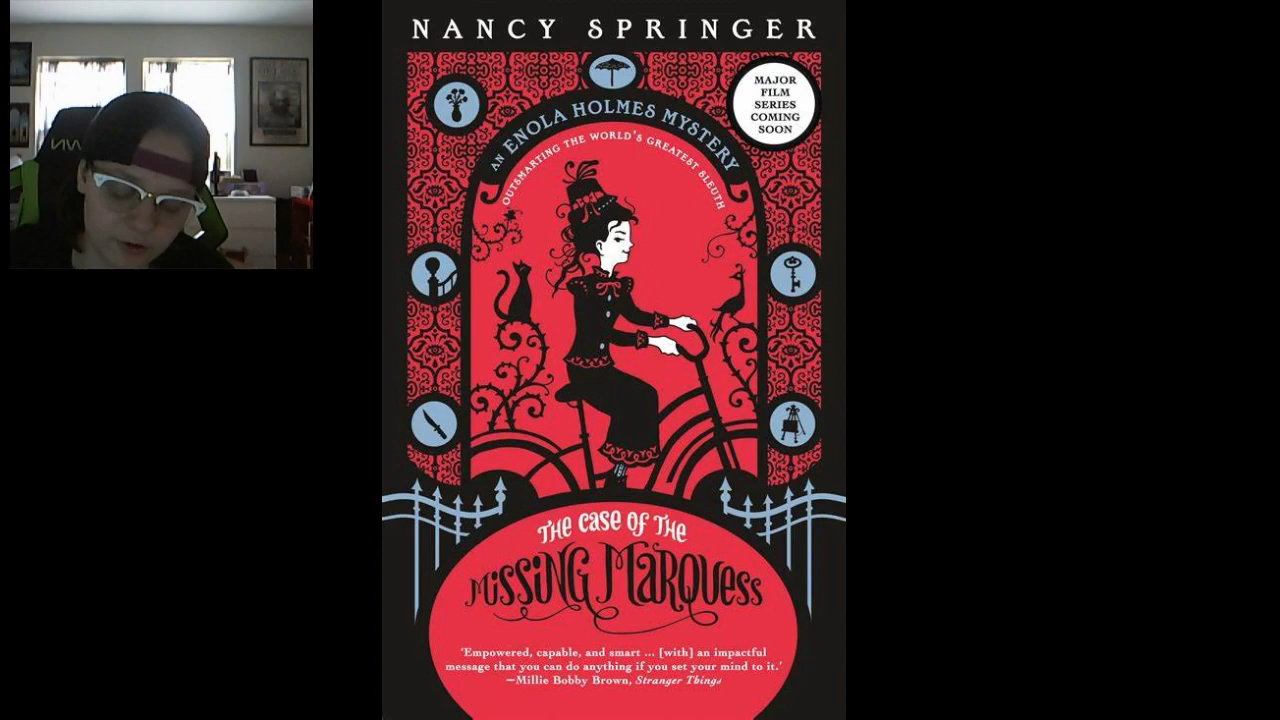 NANCY SPRINGER
MAJOR
FILM
SERIES
COMING
SOON
AN ENOLA HOLMES MYSTERY
OUTSMARTING THE WORLD'S GREATEST SLEUTH
THE CASE OF THE
MISSING MARQUESS
'Empowered, capable, and smart ... [with] an impactful
message that you can do anything if you set your mind to it.'
—Millie Bobby Brown, Stranger Things